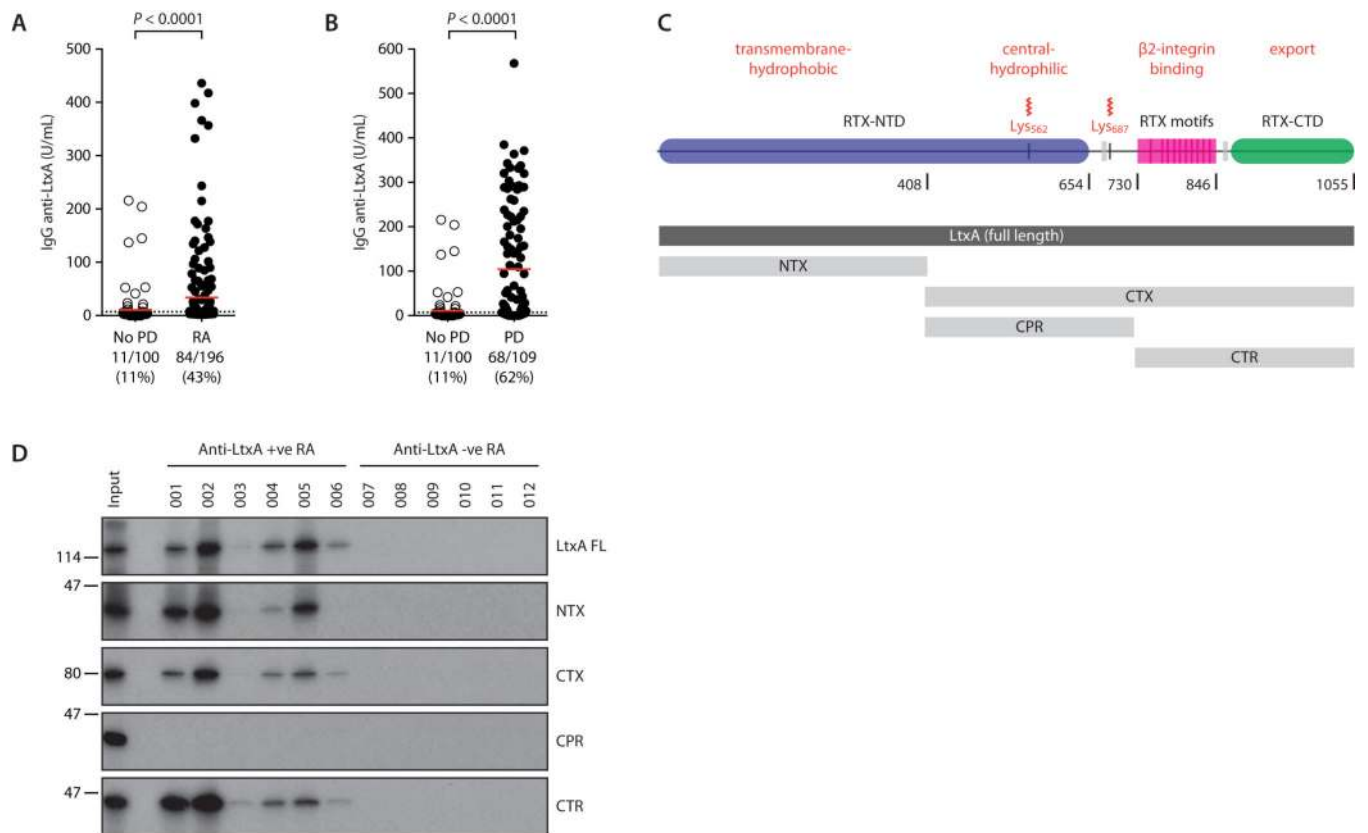 A
P < 0.0001
500
400
300
200
100
0
IgG anti-LtxA (U/mL)
No PD RA
11/100 84/196
(11%) (43%)
B
P < 0.0001
600
500
400
300
200
100
0
IgG anti-LtxA (U/mL)
No PD PD
11/100 68/109
(11%) (62%)
C
transmembrane-
hydrophobic
central-
hydrophilic
β2-integrin
binding
export
RTX-NTD
Lys562
Lys687
RTX motifs
RTX-CTD
408 654 730 846 1055
LtxA (full length)
NTX
CTX
CPR
CTR
D
Anti-LtxA +ve RA
Anti-LtxA -ve RA
Input 001 002 003 004 005 006 007 008 009 010 011 012
114
LtxA FL
47
NTX
80
CTX
47
CPR
47
CTR